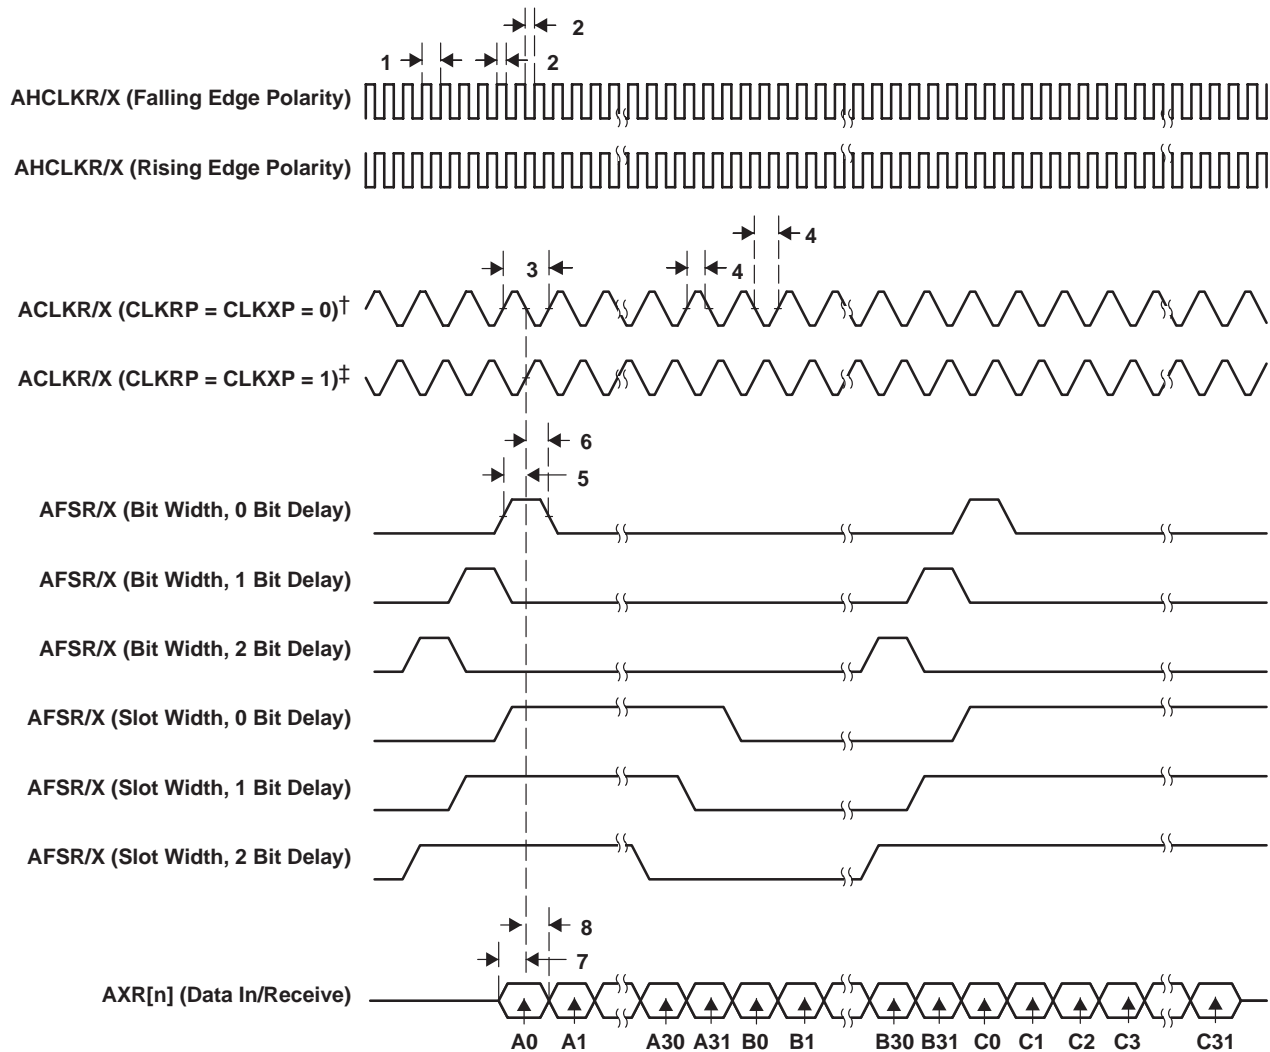 2
1
2
AHCLKR/X (Falling Edge Polarity)
AHCLKR/X (Rising Edge Polarity)
4
3
4
ACLKR/X (CLKRP = CLKXP = 0)†
ACLKR/X (CLKRP = CLKXP = 1)‡
6
5
AFSR/X (Bit Width, 0 Bit Delay)
AFSR/X (Bit Width, 1 Bit Delay)
AFSR/X (Bit Width, 2 Bit Delay)
AFSR/X (Slot Width, 0 Bit Delay)
AFSR/X (Slot Width, 1 Bit Delay)
AFSR/X (Slot Width, 2 Bit Delay)
8
7
AXR[n] (Data In/Receive)
A0 A1 A30 A31 B0 B1 B30 B31 C0 C1 C2 C3 C31